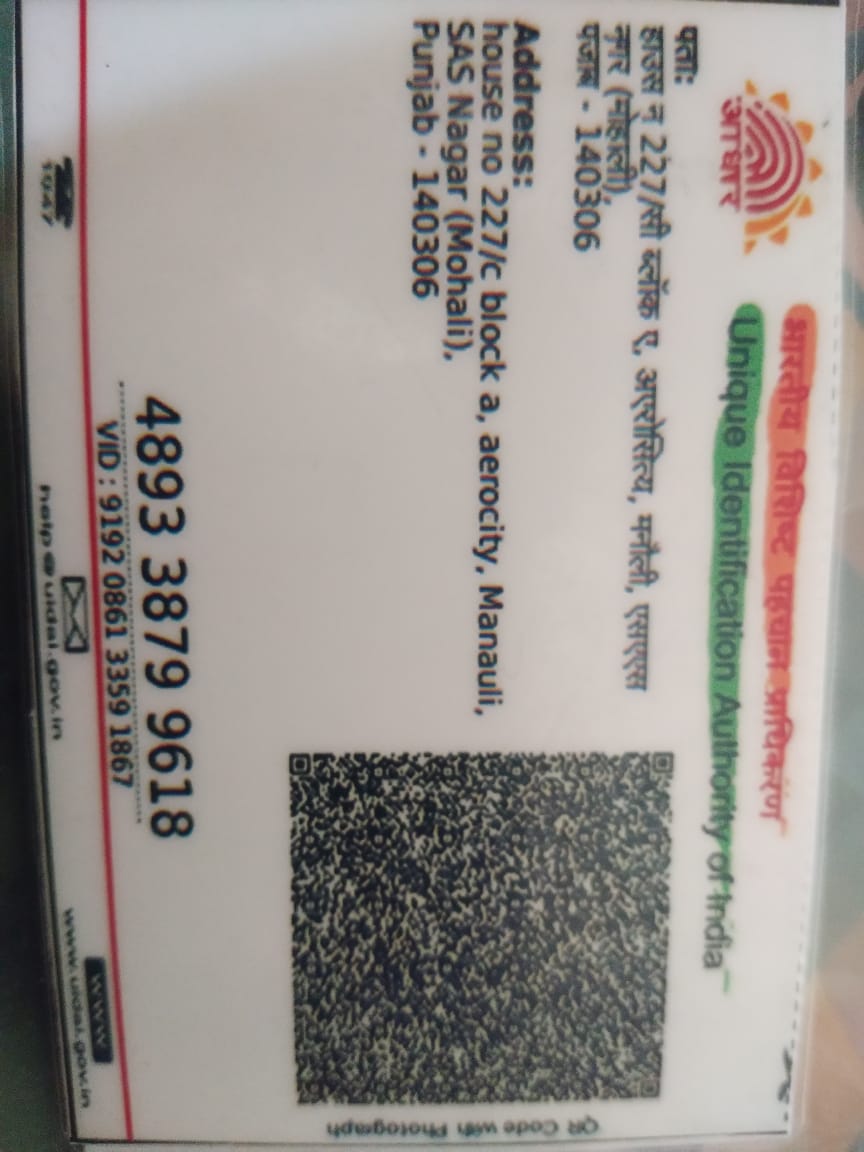 भारतीय विशिष्ट पहचान प्राधिकरण
Unique Identification Authority of India
आधार
पता:
हाउस न 227/सी ब्लॉक ए, अएरोसित्य, मनौली, एसएएस
नगर (मोहाली),
पंजाब - 140306
Address:
house no 227/c block a, aerocity, Manauli,
SAS Nagar (Mohali),
Punjab - 140306
QR Code with Photograph
4893 3879 9618
VID : 9192 0861 3359 1867
1947
help@uidai.gov.in
WWW
www.uidai.gov.in